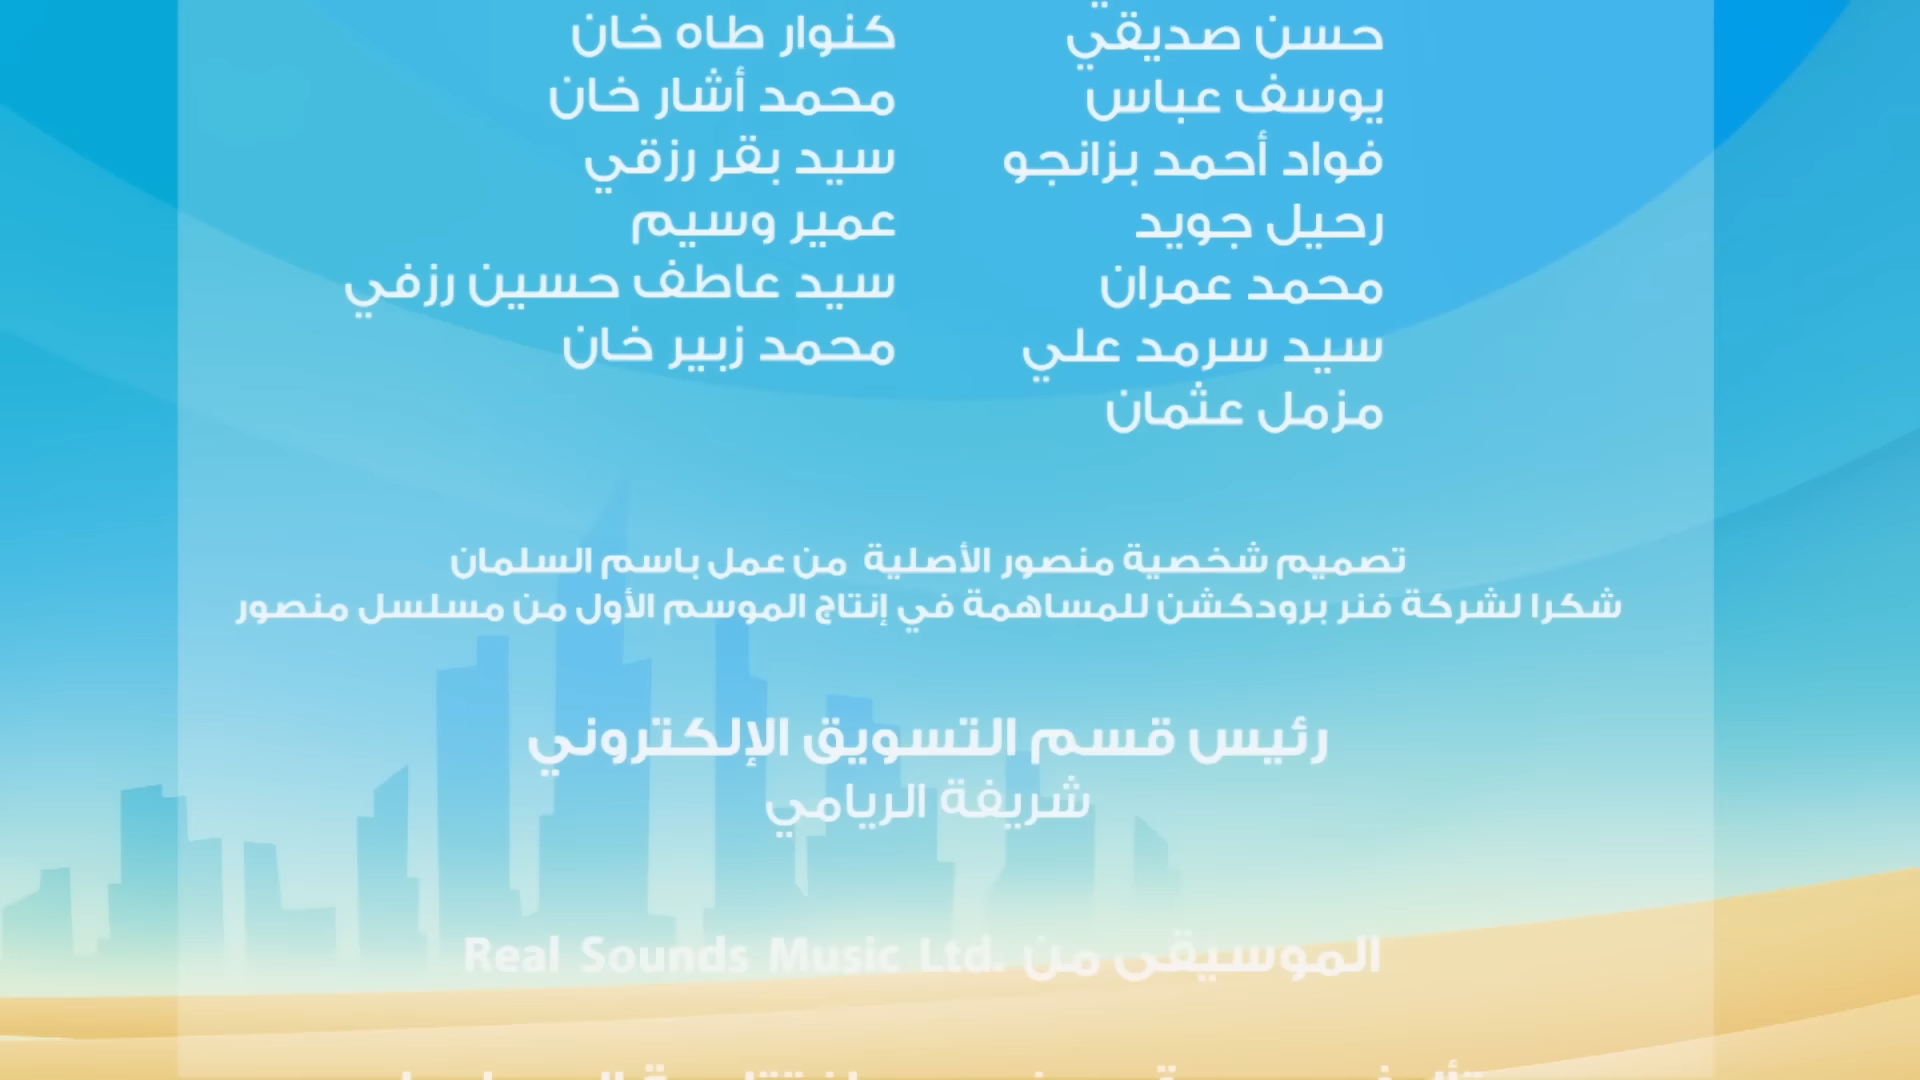 حسن صديقي
كنوار طاه خان
يوسف عباس
محمد أشار خان
فواد أحمد بزانجو
سيد بقر رزقي
رحيل جويد
عمير وسيم
محمد عمران
سيد عاطف حسين رزفي
سيد سرمد علي
محمد زبير خان
مزمل عثمان
تصميم شخصية منصور الأصلية من عمل باسم السلمان
شكرا لشركة فنر برودكشن للمساهمة في إنتاج الموسم الأول من مسلسل منصور
رئيس قسم التسويق الإلكتروني
شريفة الريامي
الموسيقى من Real Sounds Music Ltd.